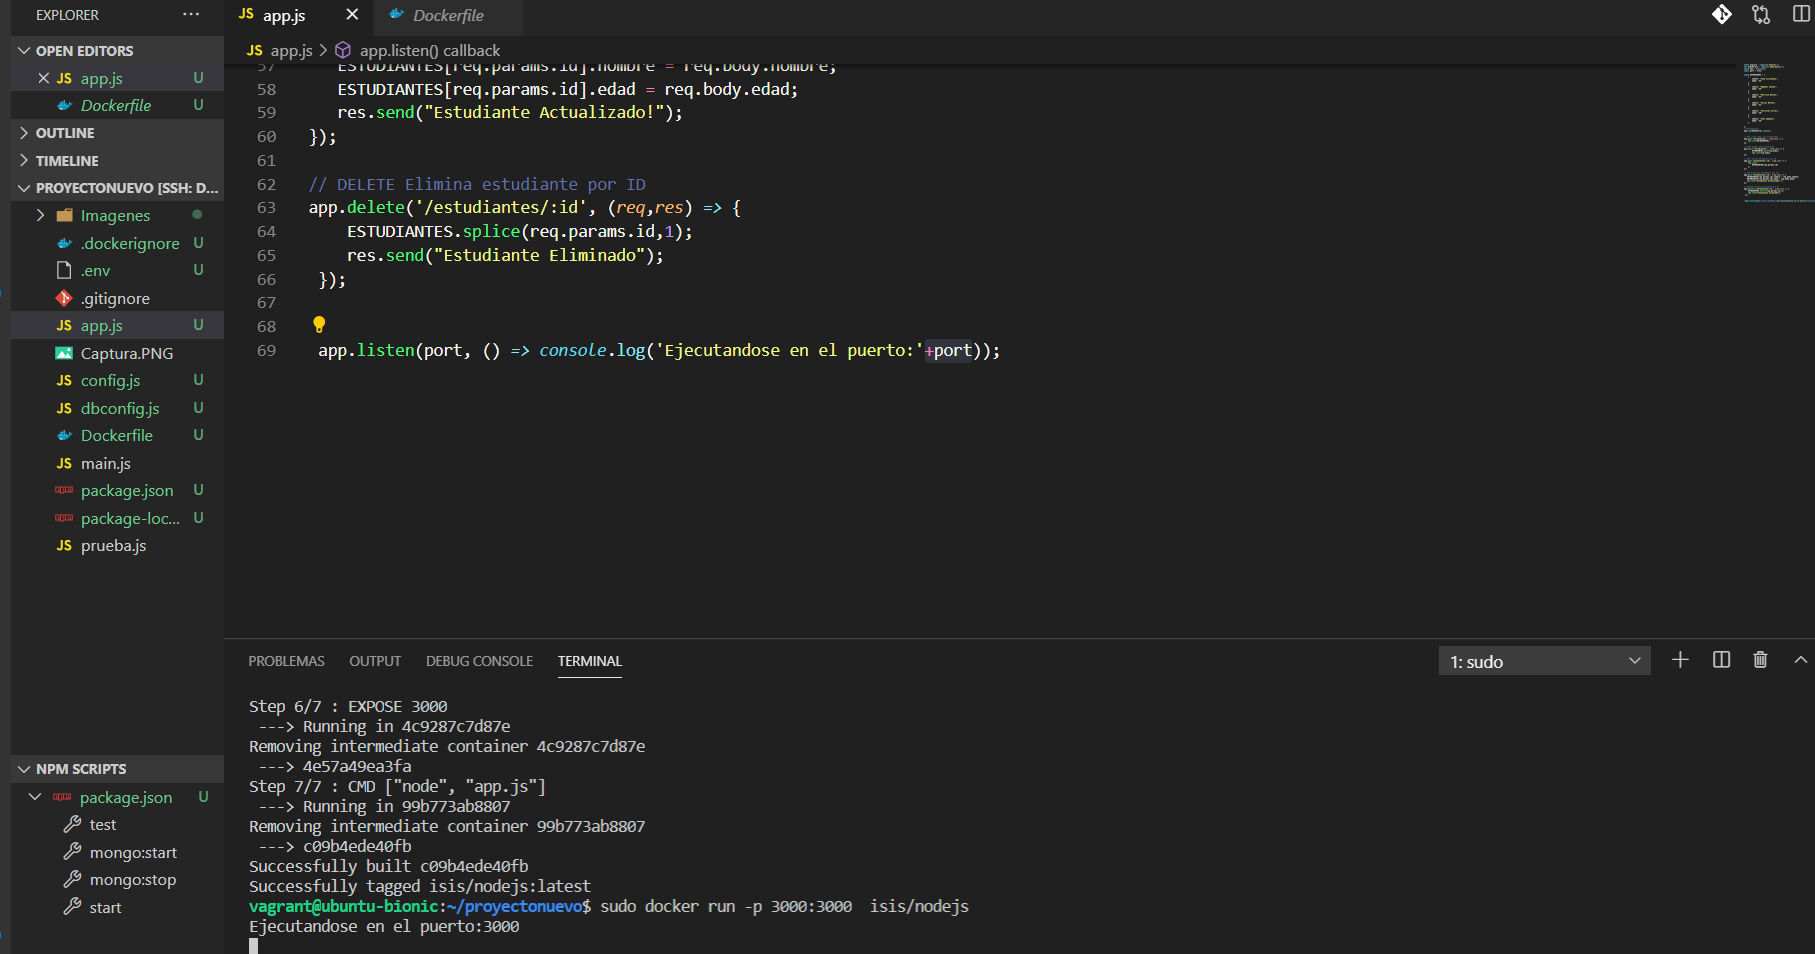 EXPLORER ...
OPEN EDITORS
JS app.js U
Dockerfile U
OUTLINE
TIMELINE
PROYECTONUEVO [SSH: D...
Imagenes
.dockerignore U
.env U
.gitignore
JS app.js U
Captura.PNG
JS config.js U
JS dbconfig.js U
Dockerfile U
JS main.js
package.json U
package-loc... U
JS prueba.js
NPM SCRIPTS
package.json U
test
mongo:start
mongo:stop
start
JS app.js
Dockerfile
JS app.js > app.listen() callback
57 ESTUDIANTES[req.params.id].nombre = req.body.nombre;
58 ESTUDIANTES[req.params.id].edad = req.body.edad;
59 res.send("Estudiante Actualizado!");
60 });
61
62 // DELETE Elimina estudiante por ID
63 app.delete('/estudiantes/:id', (req,res) => {
64 ESTUDIANTES.splice(req.params.id,1);
65 res.send("Estudiante Eliminado");
66 });
67
68
69 app.listen(port, () => console.log('Ejecutandose en el puerto:'+port));
PROBLEMAS OUTPUT DEBUG CONSOLE TERMINAL 1: sudo
Step 6/7 : EXPOSE 3000
---> Running in 4c9287c7d87e
Removing intermediate container 4c9287c7d87e
---> 4e57a49ea3fa
Step 7/7 : CMD ["node", "app.js"]
---> Running in 99b773ab8807
Removing intermediate container 99b773ab8807
---> c09b4ede40fb
Successfully built c09b4ede40fb
Successfully tagged isis/nodejs:latest
vagrant@ubuntu-bionic:~/proyectonuevo$ sudo docker run -p 3000:3000  isis/nodejs
Ejecutandose en el puerto:3000